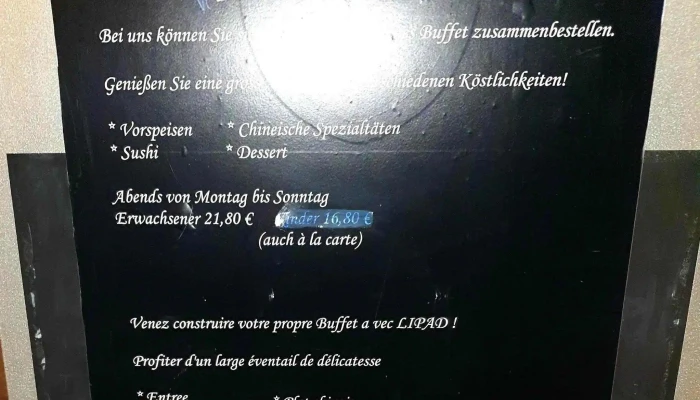 Bei uns können Sie Buffet zusammenbestellen.
Genießen Sie eine Köstlichkeiten!
* Vorspeisen * Chineische Spezialtäten
* Sushi * Dessert
Abends von Montag bis Sonntag
Erwachsener 21,80 € Kinder 16,80 €
(auch à la carte)
Venez construire votre propre Buffet a vec LIPAD !
Profiter d'un large éventail de délicatesse
* Entree